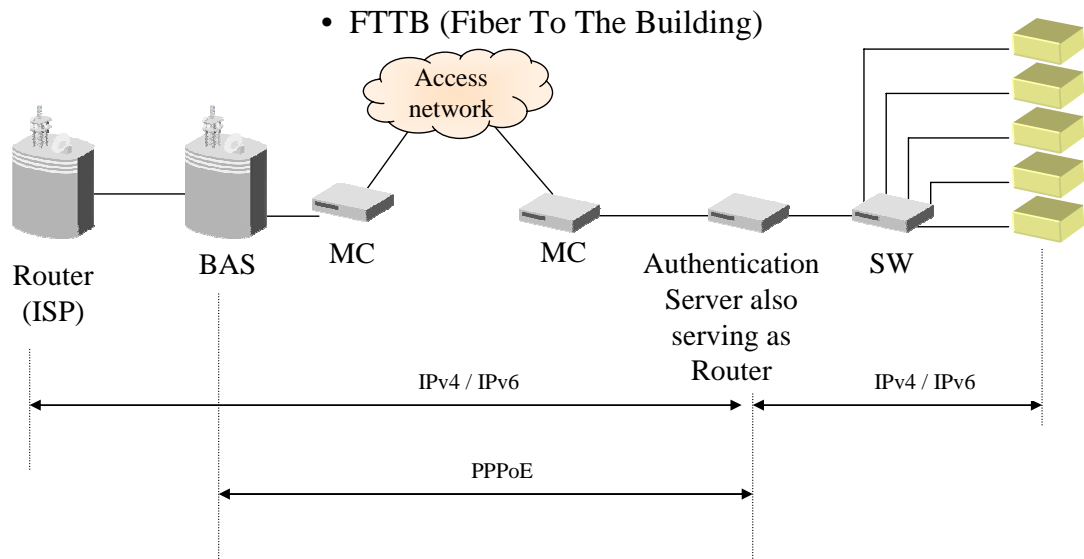 • FTTB (Fiber To The Building)
Access
network
Router
(ISP)
BAS
MC
MC
Authentication
Server also
serving as
Router
SW
IPv4 / IPv6
IPv4 / IPv6
PPPoE